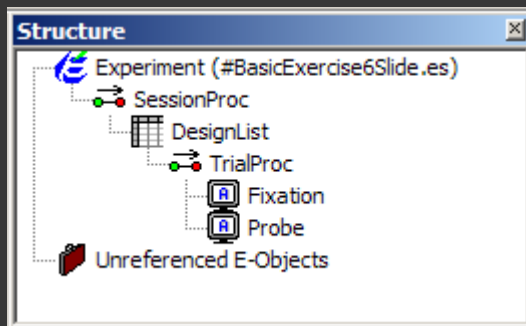 Structure
Experiment (#BasicExercise6Slide.es)
SessionProc
DesignList
TrialProc
A Fixation
A Probe
Unreferenced E-Objects